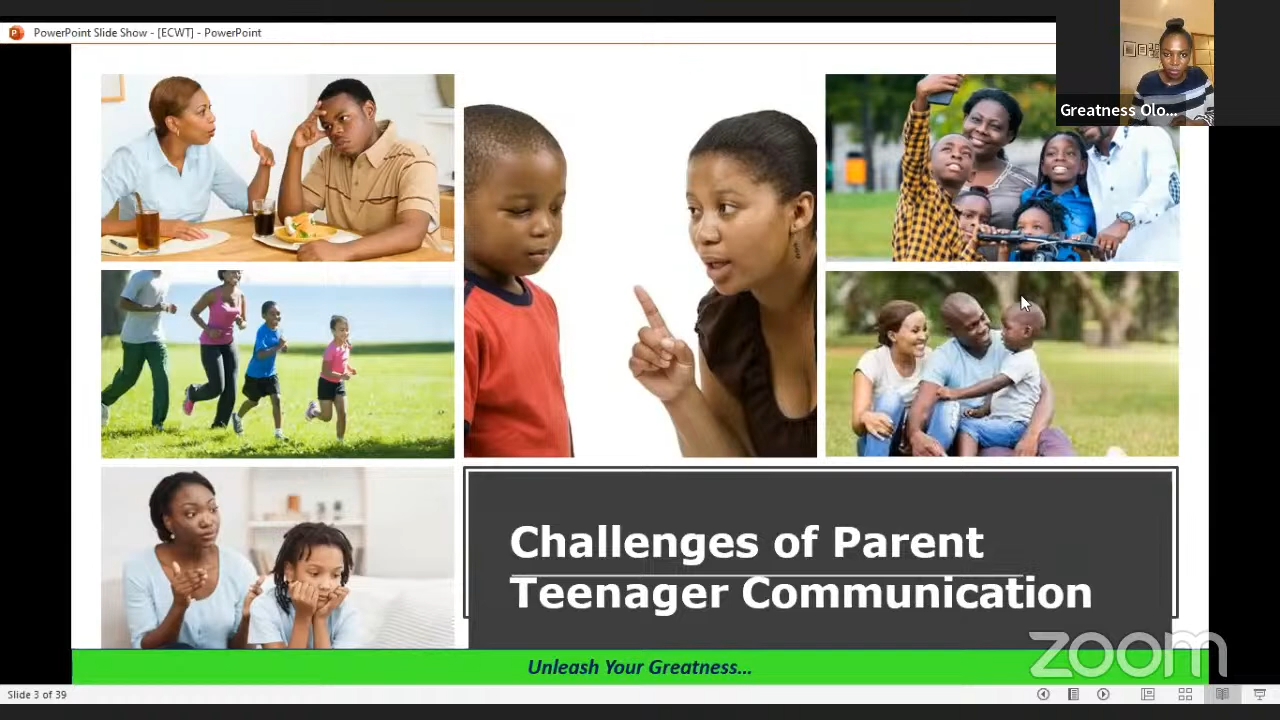 PowerPoint Slide Show - [ECWT] - PowerPoint
Greatness Olo...
Challenges of Parent
Teenager Communication
zoom
Unleash Your Greatness...
Slide 3 of 39